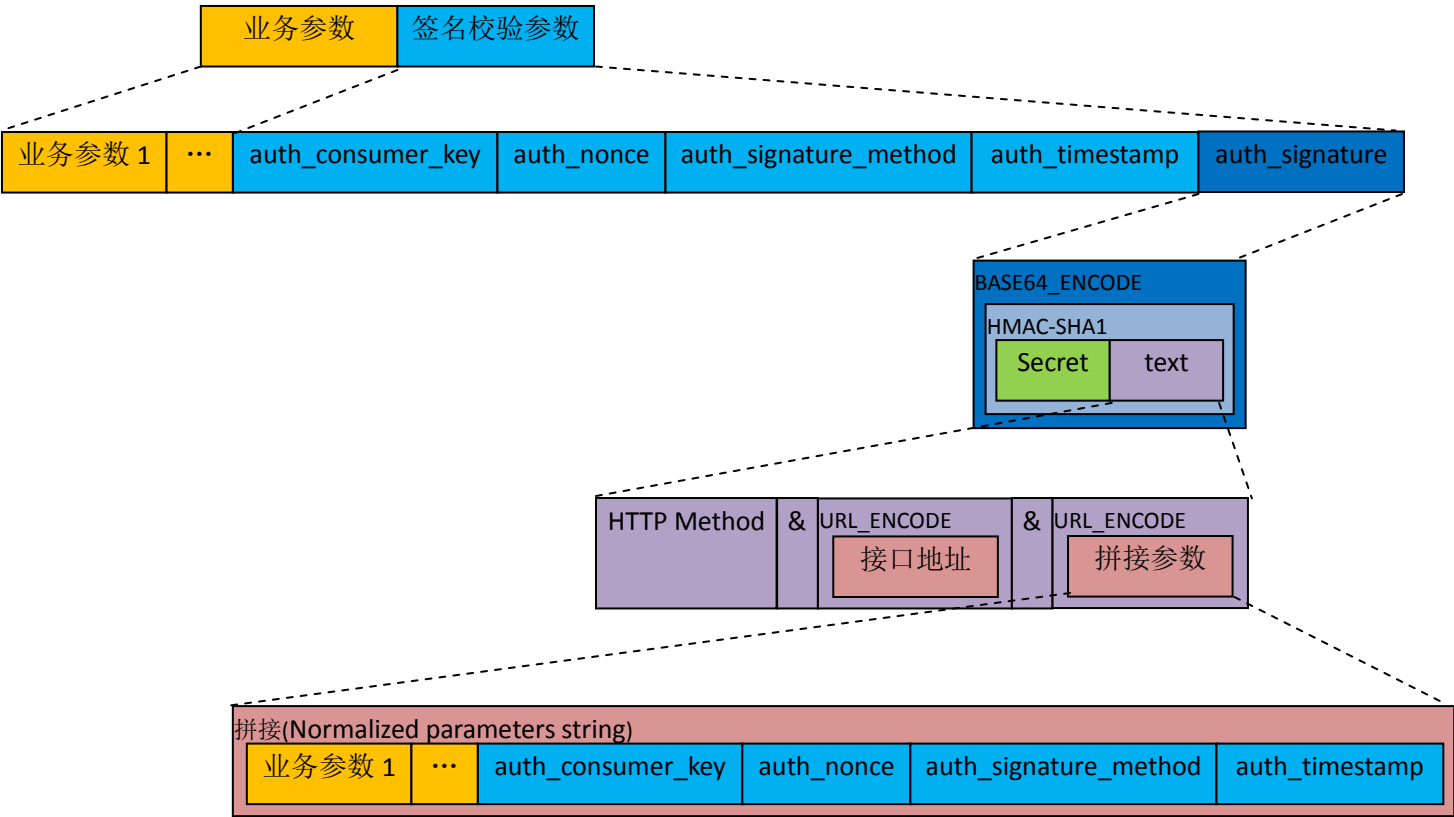 业务参数 签名校验参数
业务参数 1 … auth_consumer_key auth_nonce auth_signature_method auth_timestamp auth_signature
BASE64_ENCODE
HMAC-SHA1
Secret text
HTTP Method & URL_ENCODE & URL_ENCODE
接口地址 拼接参数
拼接(Normalized parameters string)
业务参数 1 … auth_consumer_key auth_nonce auth_signature_method auth_timestamp